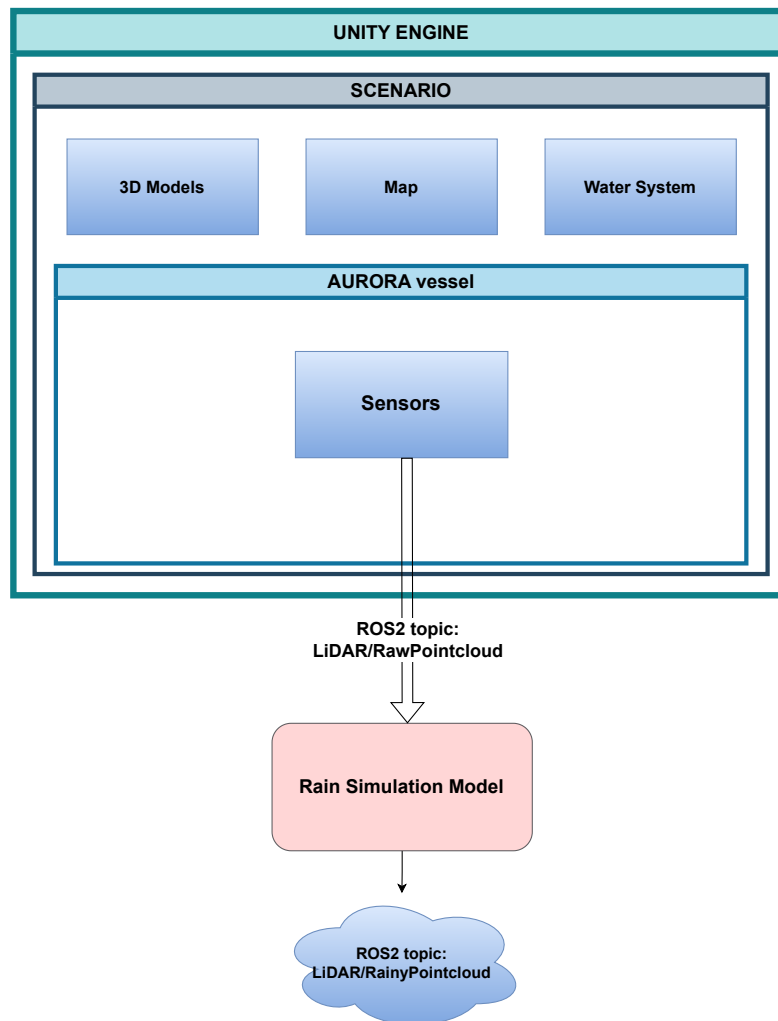 UNITY ENGINE
SCENARIO
3D Models
Map
Water System
AURORA vessel
Sensors
ROS2 topic:
LiDAR/RawPointcloud
Rain Simulation Model
ROS2 topic:
LiDAR/RainyPointcloud